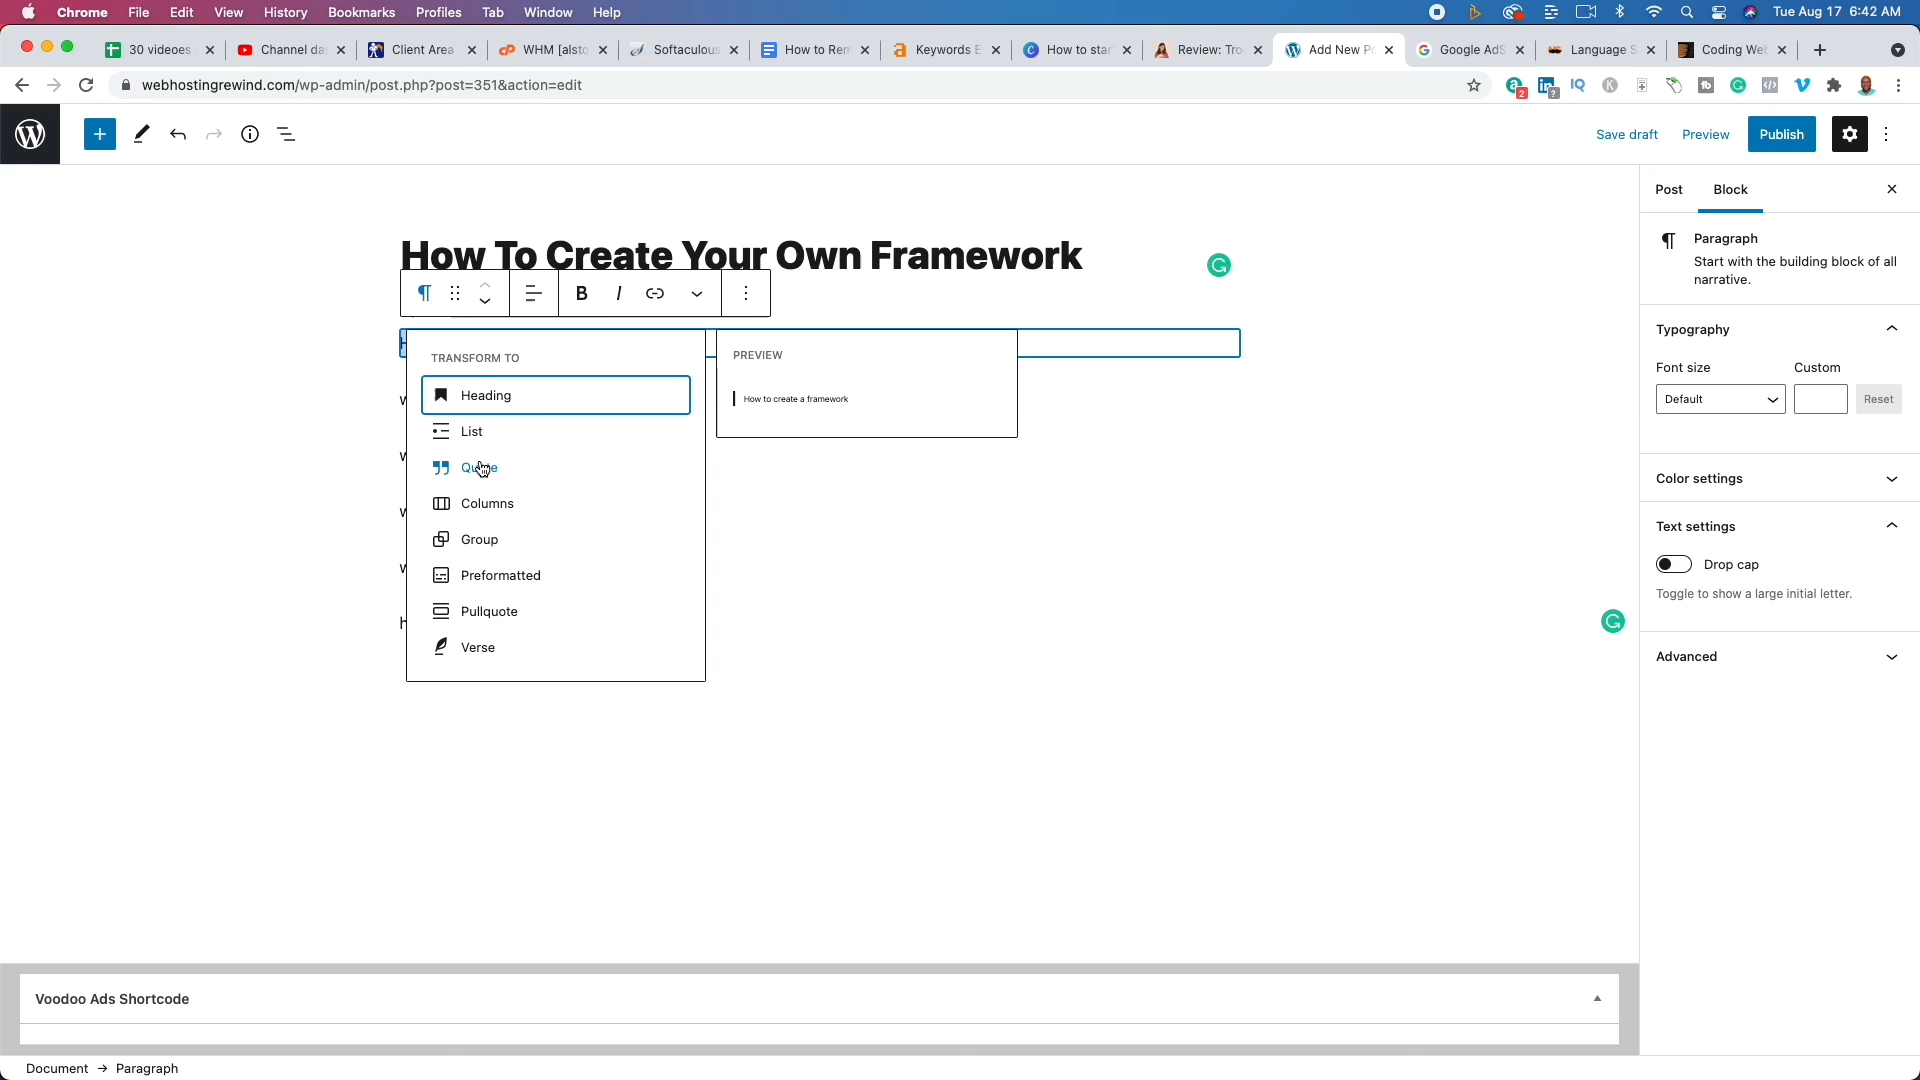 Chrome File Edit View History Bookmarks Profiles Tab Window Help Tue Aug 17 6:42 AM
30 videoes Channel da Client Area WHM [alsto Softaculous How to Rem Keywords E How to star Review: Tro Add New Po Google AdS Language S Coding Web
webhostingrewind.com/wp-admin/post.php?post=351&action=edit
Save draft Preview Publish
Post Block
How To Create Your Own Framework
Paragraph
Start with the building block of all
narrative.
B I
TRANSFORM TO
Heading
List
Quote
Columns
Group
Preformatted
Pullquote
Verse
PREVIEW
How to create a framework
Typography
Font size Custom
Default Reset
Color settings
Text settings
Drop cap
Toggle to show a large initial letter.
Advanced
Voodoo Ads Shortcode
Document → Paragraph